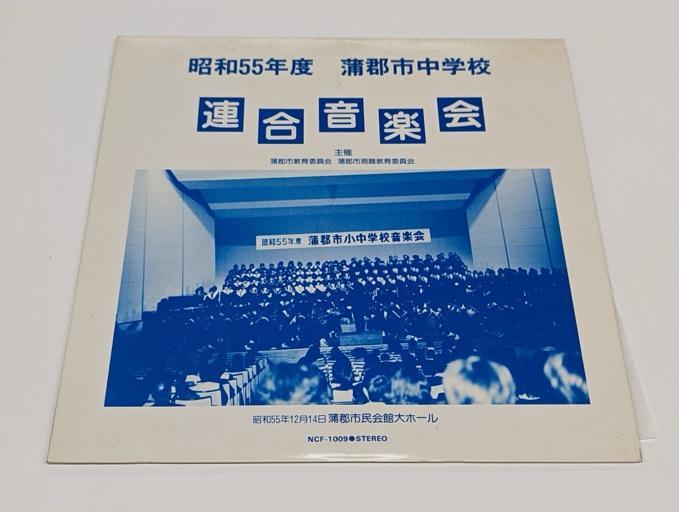 昭和55年度 蒲郡市中学校
連合音楽会
主催
蒲郡市教育委員会 蒲郡市現職教育委員会
昭和55年度 蒲郡市小中学校音楽会
昭和55年12月14日 蒲郡市民会館大ホール
NCF-1009●STEREO